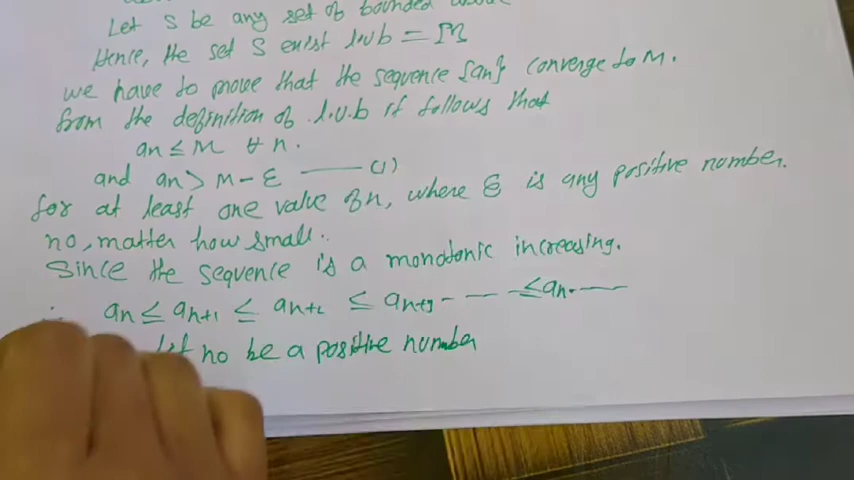 Let S be any set of bounded
Hence, the set S exist l.u.b = M
we have to prove that the sequence {an} converge to M.
from the definition of l.u.b it follows that
an ≤ M ∀ n.
and an > M - ε —— (1)
for at least one value of n, where ε is any positive number.
no, matter how small.
Since the sequence is a monotonic increasing.
∴ an ≤ an+1 ≤ an+2 ≤ an+3 - — ≤ an. —
let no be a positive number